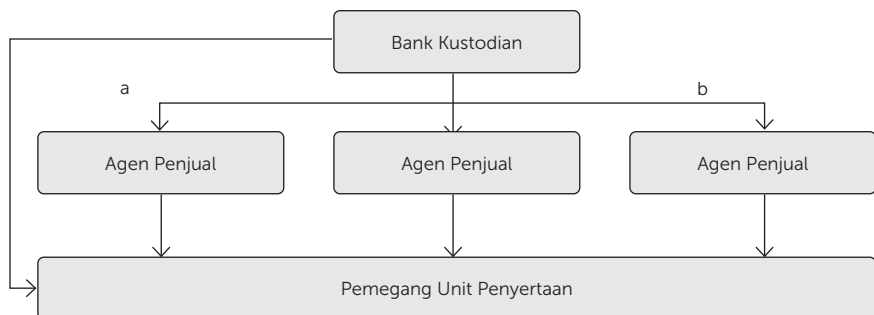 Bank Kustodian
a
b
Agen Penjual
Agen Penjual
Agen Penjual
Pemegang Unit Penyertaan